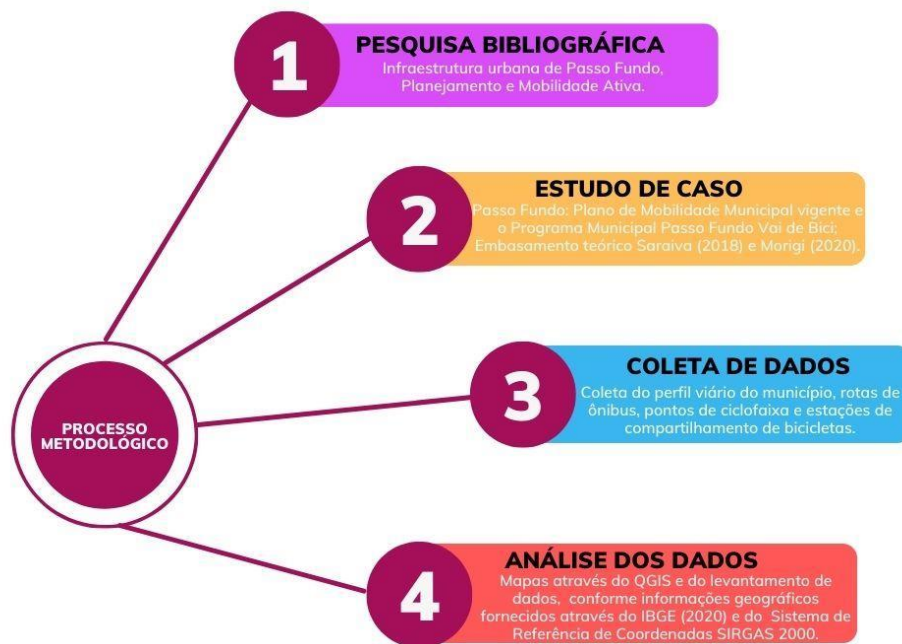 1
PESQUISA BIBLIOGRÁFICA
Infraestrutura urbana de Passo Fundo,
Planejamento e Mobilidade Ativa.
2
ESTUDO DE CASO
Passo Fundo: Plano de Mobilidade Municipal vigente e
o Programa Municipal Passo Fundo Vai de Bici;
Embasamento teórico Saraiva (2018) e Morigi (2020).
3
COLETA DE DADOS
Coleta do perfil viário do município, rotas de
ônibus, pontos de ciclofaixa e estações de
compartilhamento de bicicletas.
PROCESSO
METODOLÓGICO
4
ANÁLISE DOS DADOS
Mapas através do QGIS e do levantamento de
dados, conforme informações geográficos
fornecidos através do IBGE (2020) e do Sistema de
Referência de Coordenadas SIRGAS 2000.